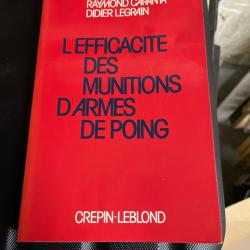 RAYMOND CARANTA
DIDIER LEGRAIN
L'EFFICACITE
DES
MUNITIONS
D'ARMES
DE POING
CREPIN-LEBLOND